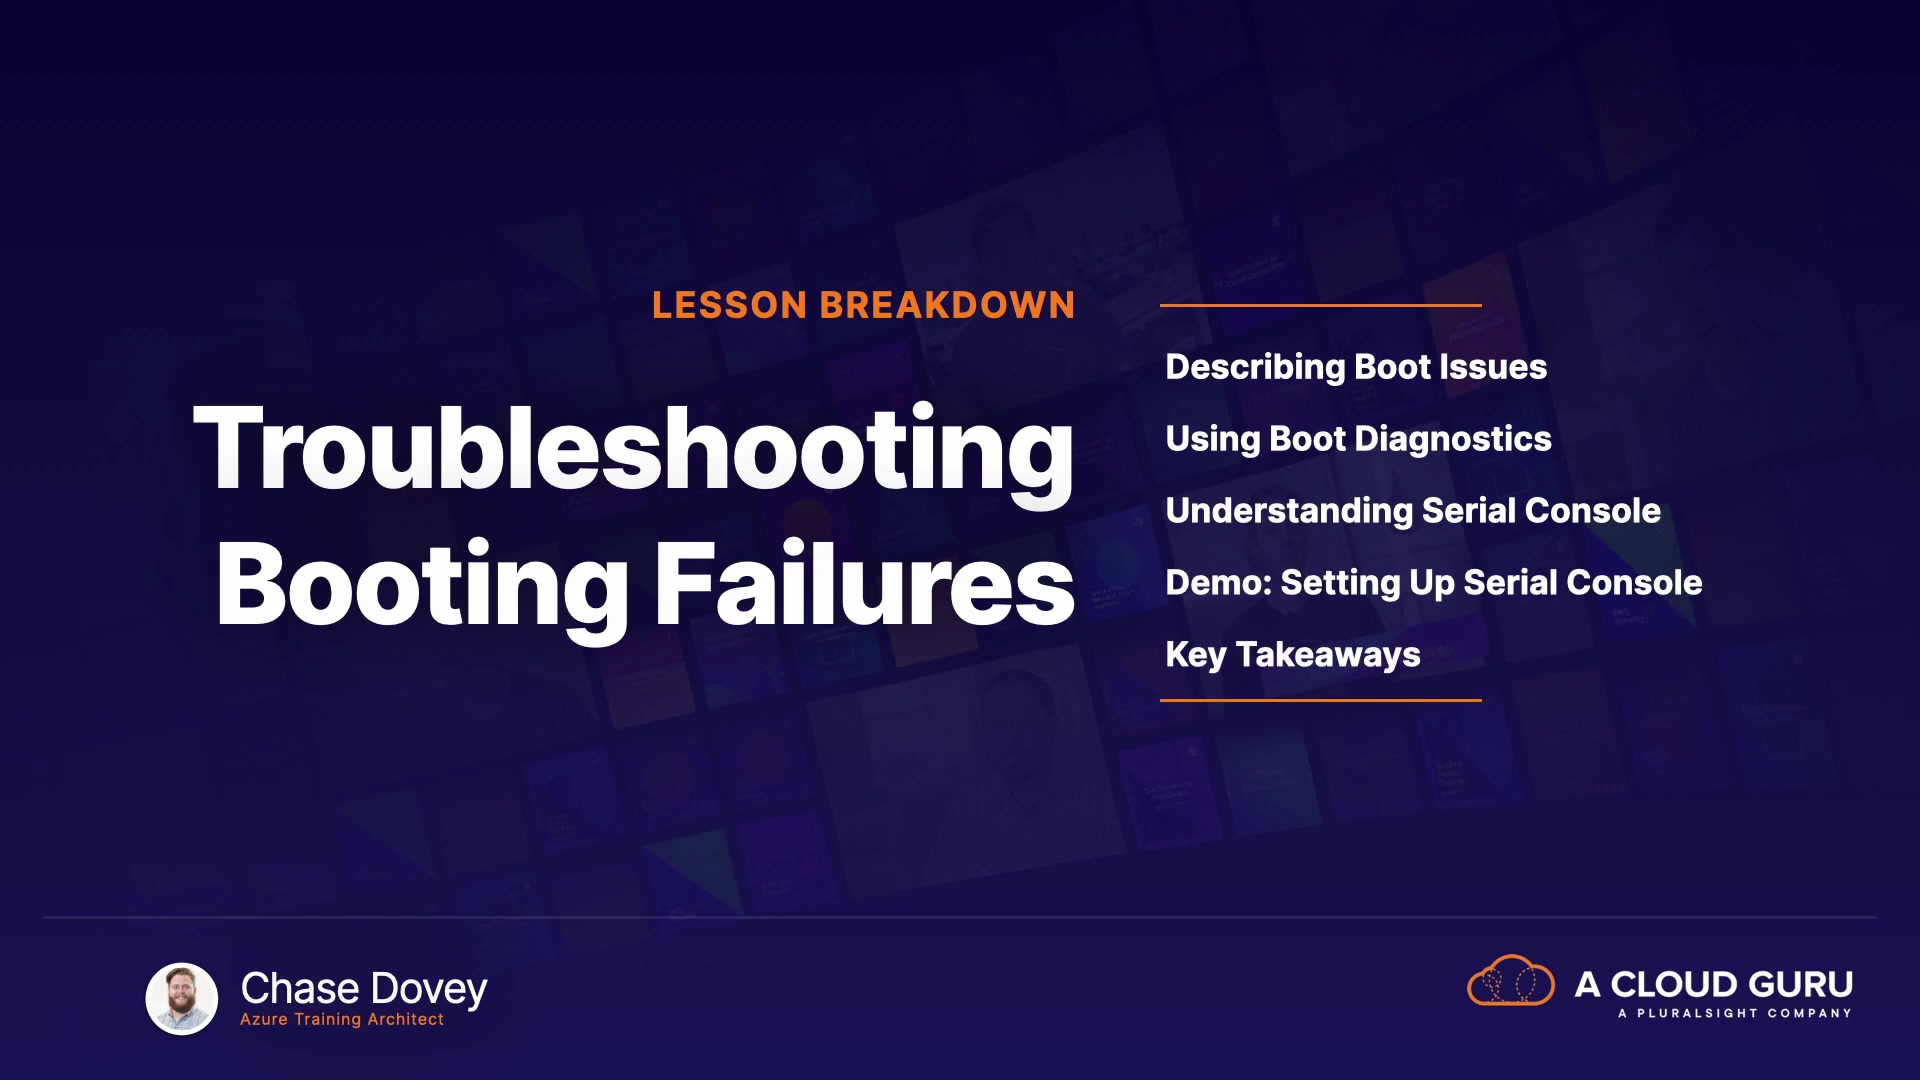 LESSON BREAKDOWN
Troubleshooting
Booting Failures
Describing Boot Issues
Using Boot Diagnostics
Understanding Serial Console
Demo: Setting Up Serial Console
Key Takeaways
Chase Dovey
Azure Training Architect
A CLOUD GURU
A PLURALSIGHT COMPANY